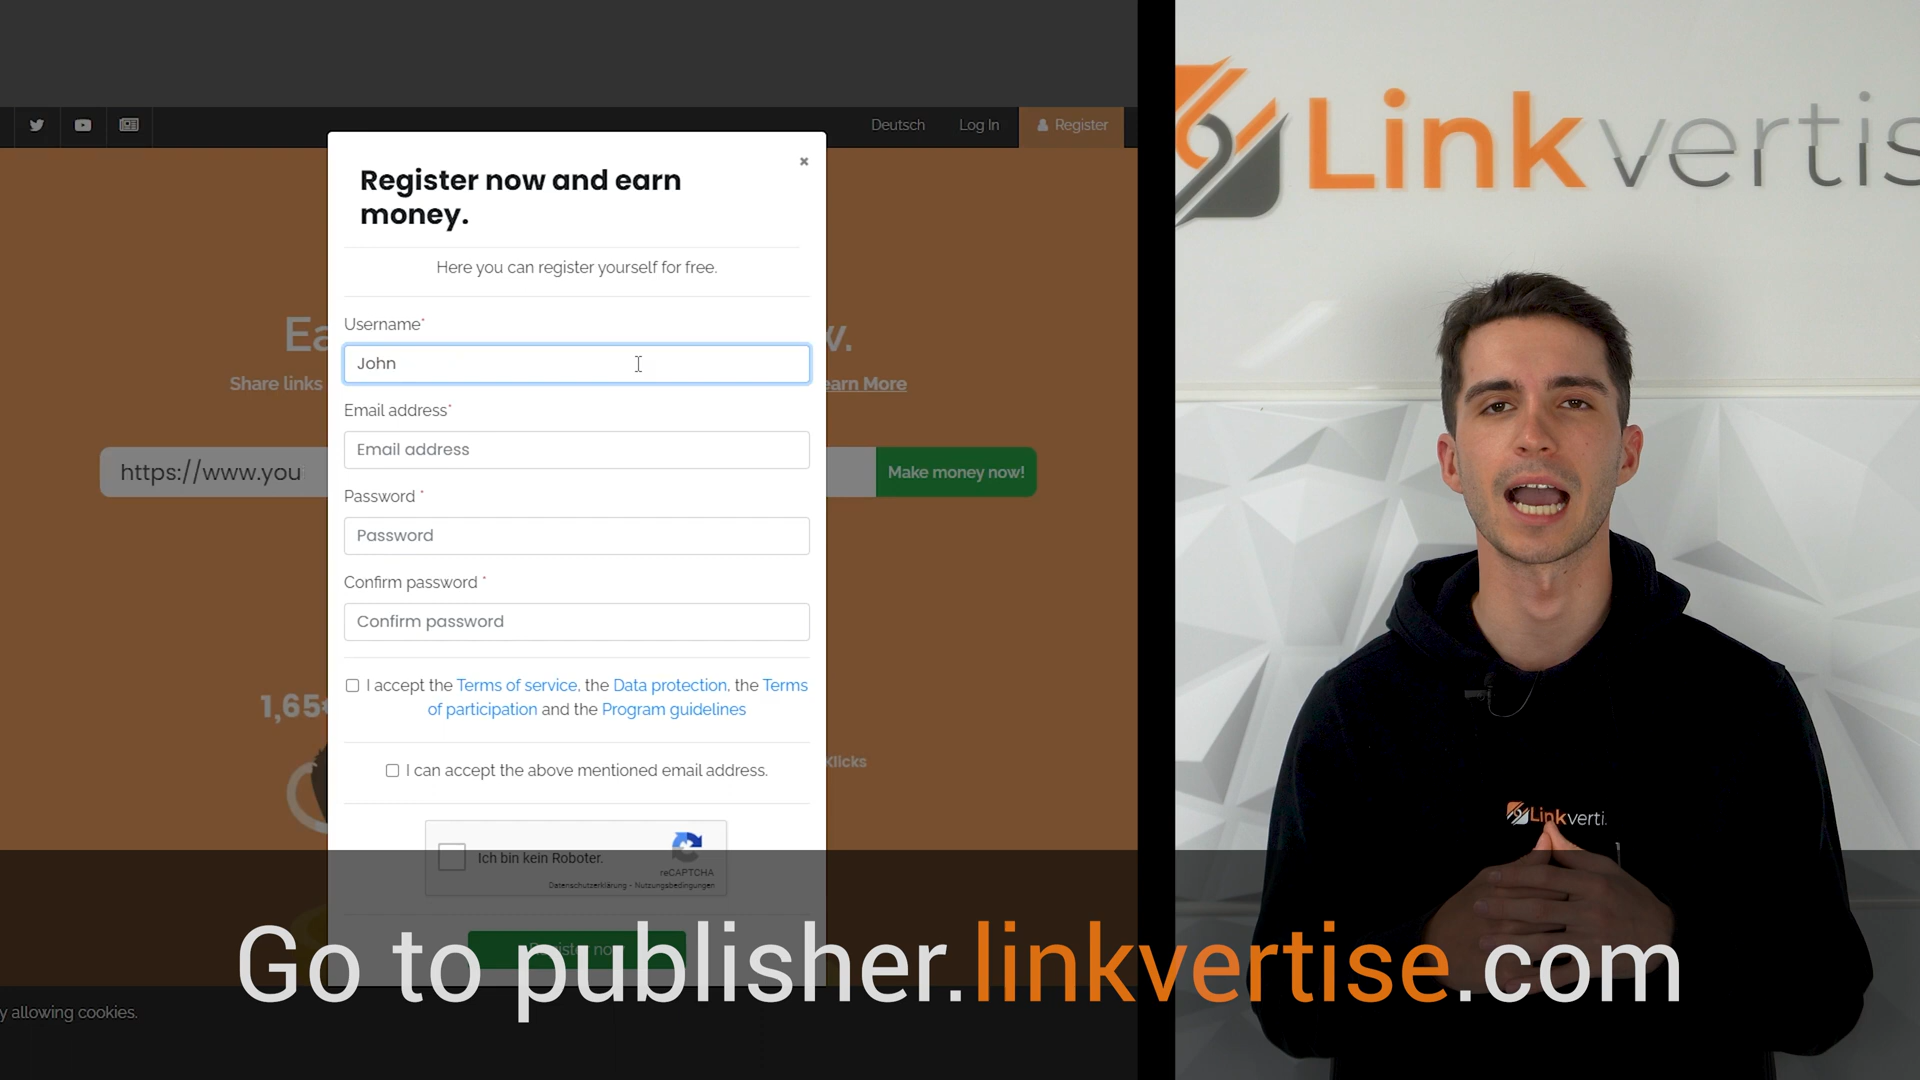 Deutsch
Log In
Register
Register now and earn
money.
Here you can register yourself for free.
Username*
John
Share links
earn More
Email address*
Email address
https://www.you
Make money now!
Password *
Password
Confirm password *
Confirm password
I accept the Terms of service, the Data protection, the Terms
of participation and the Program guidelines
1,65€
Klicks
I can accept the above mentioned email address.
Ich bin kein Roboter.
reCAPTCHA
Datenschutzerklärung - Nutzungsbedingungen
Go to publisher.linkvertise.com
y allowing cookies.
Linkvertis
Linkverti.